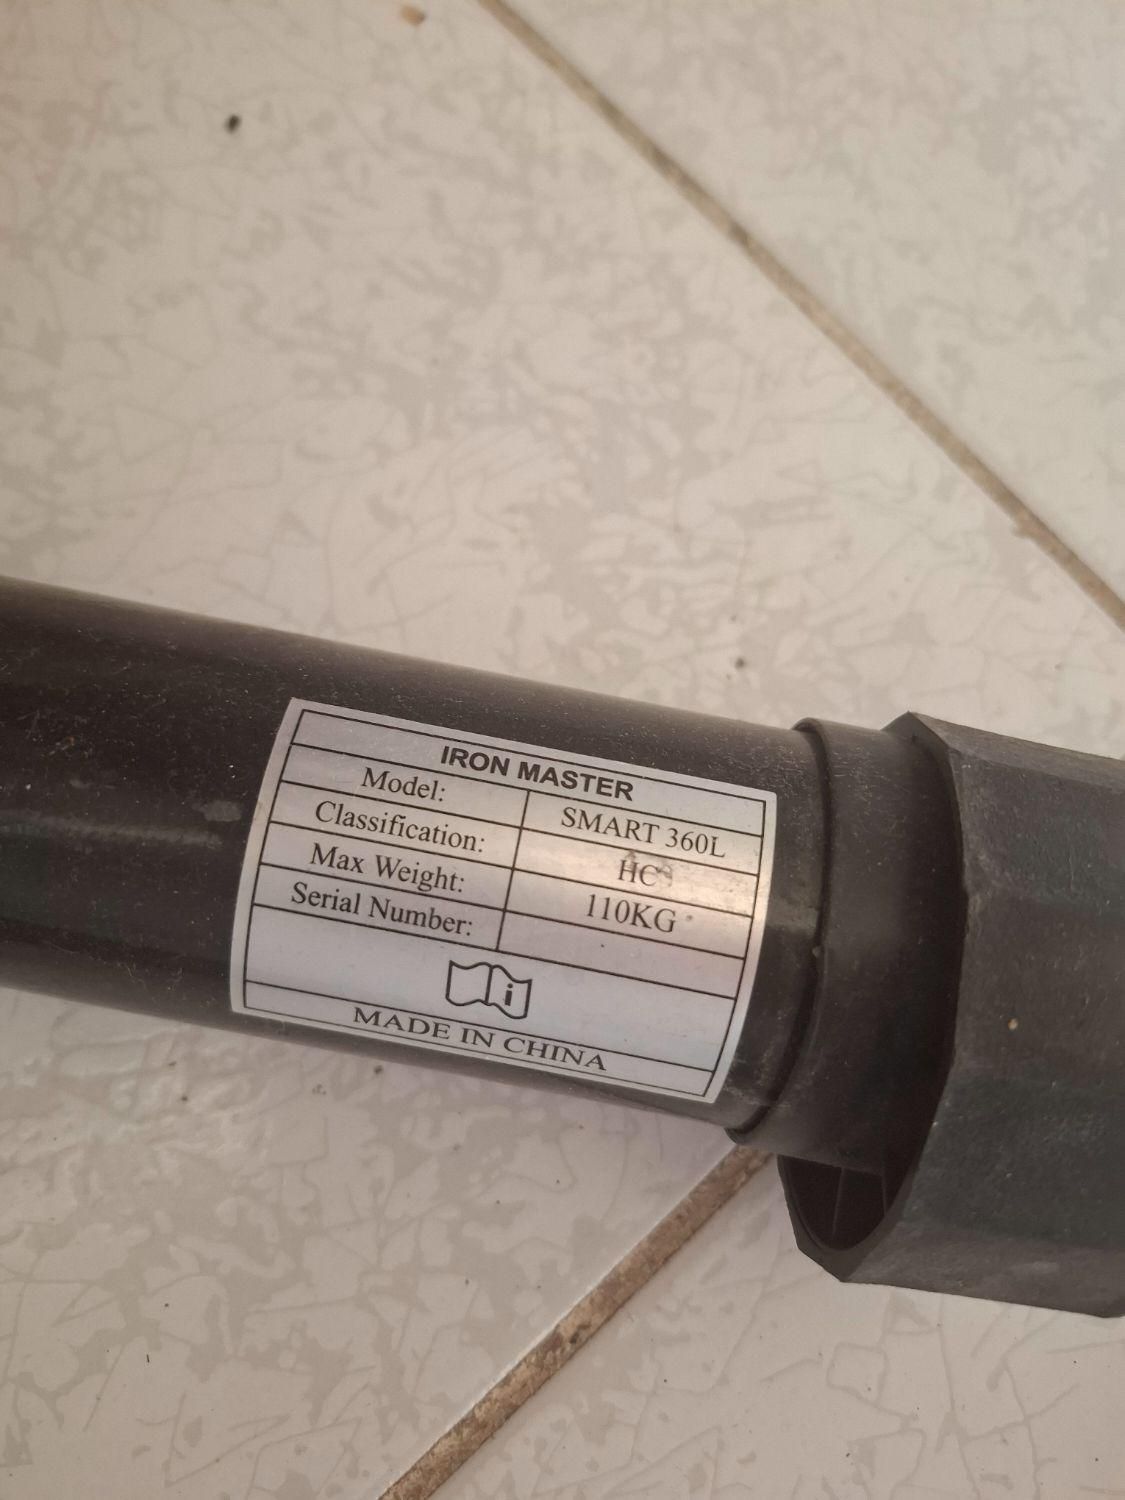 IRON MASTER
Model: SMART 360L
Classification: HC
Max Weight: 110KG
Serial Number:
i
MADE IN CHINA